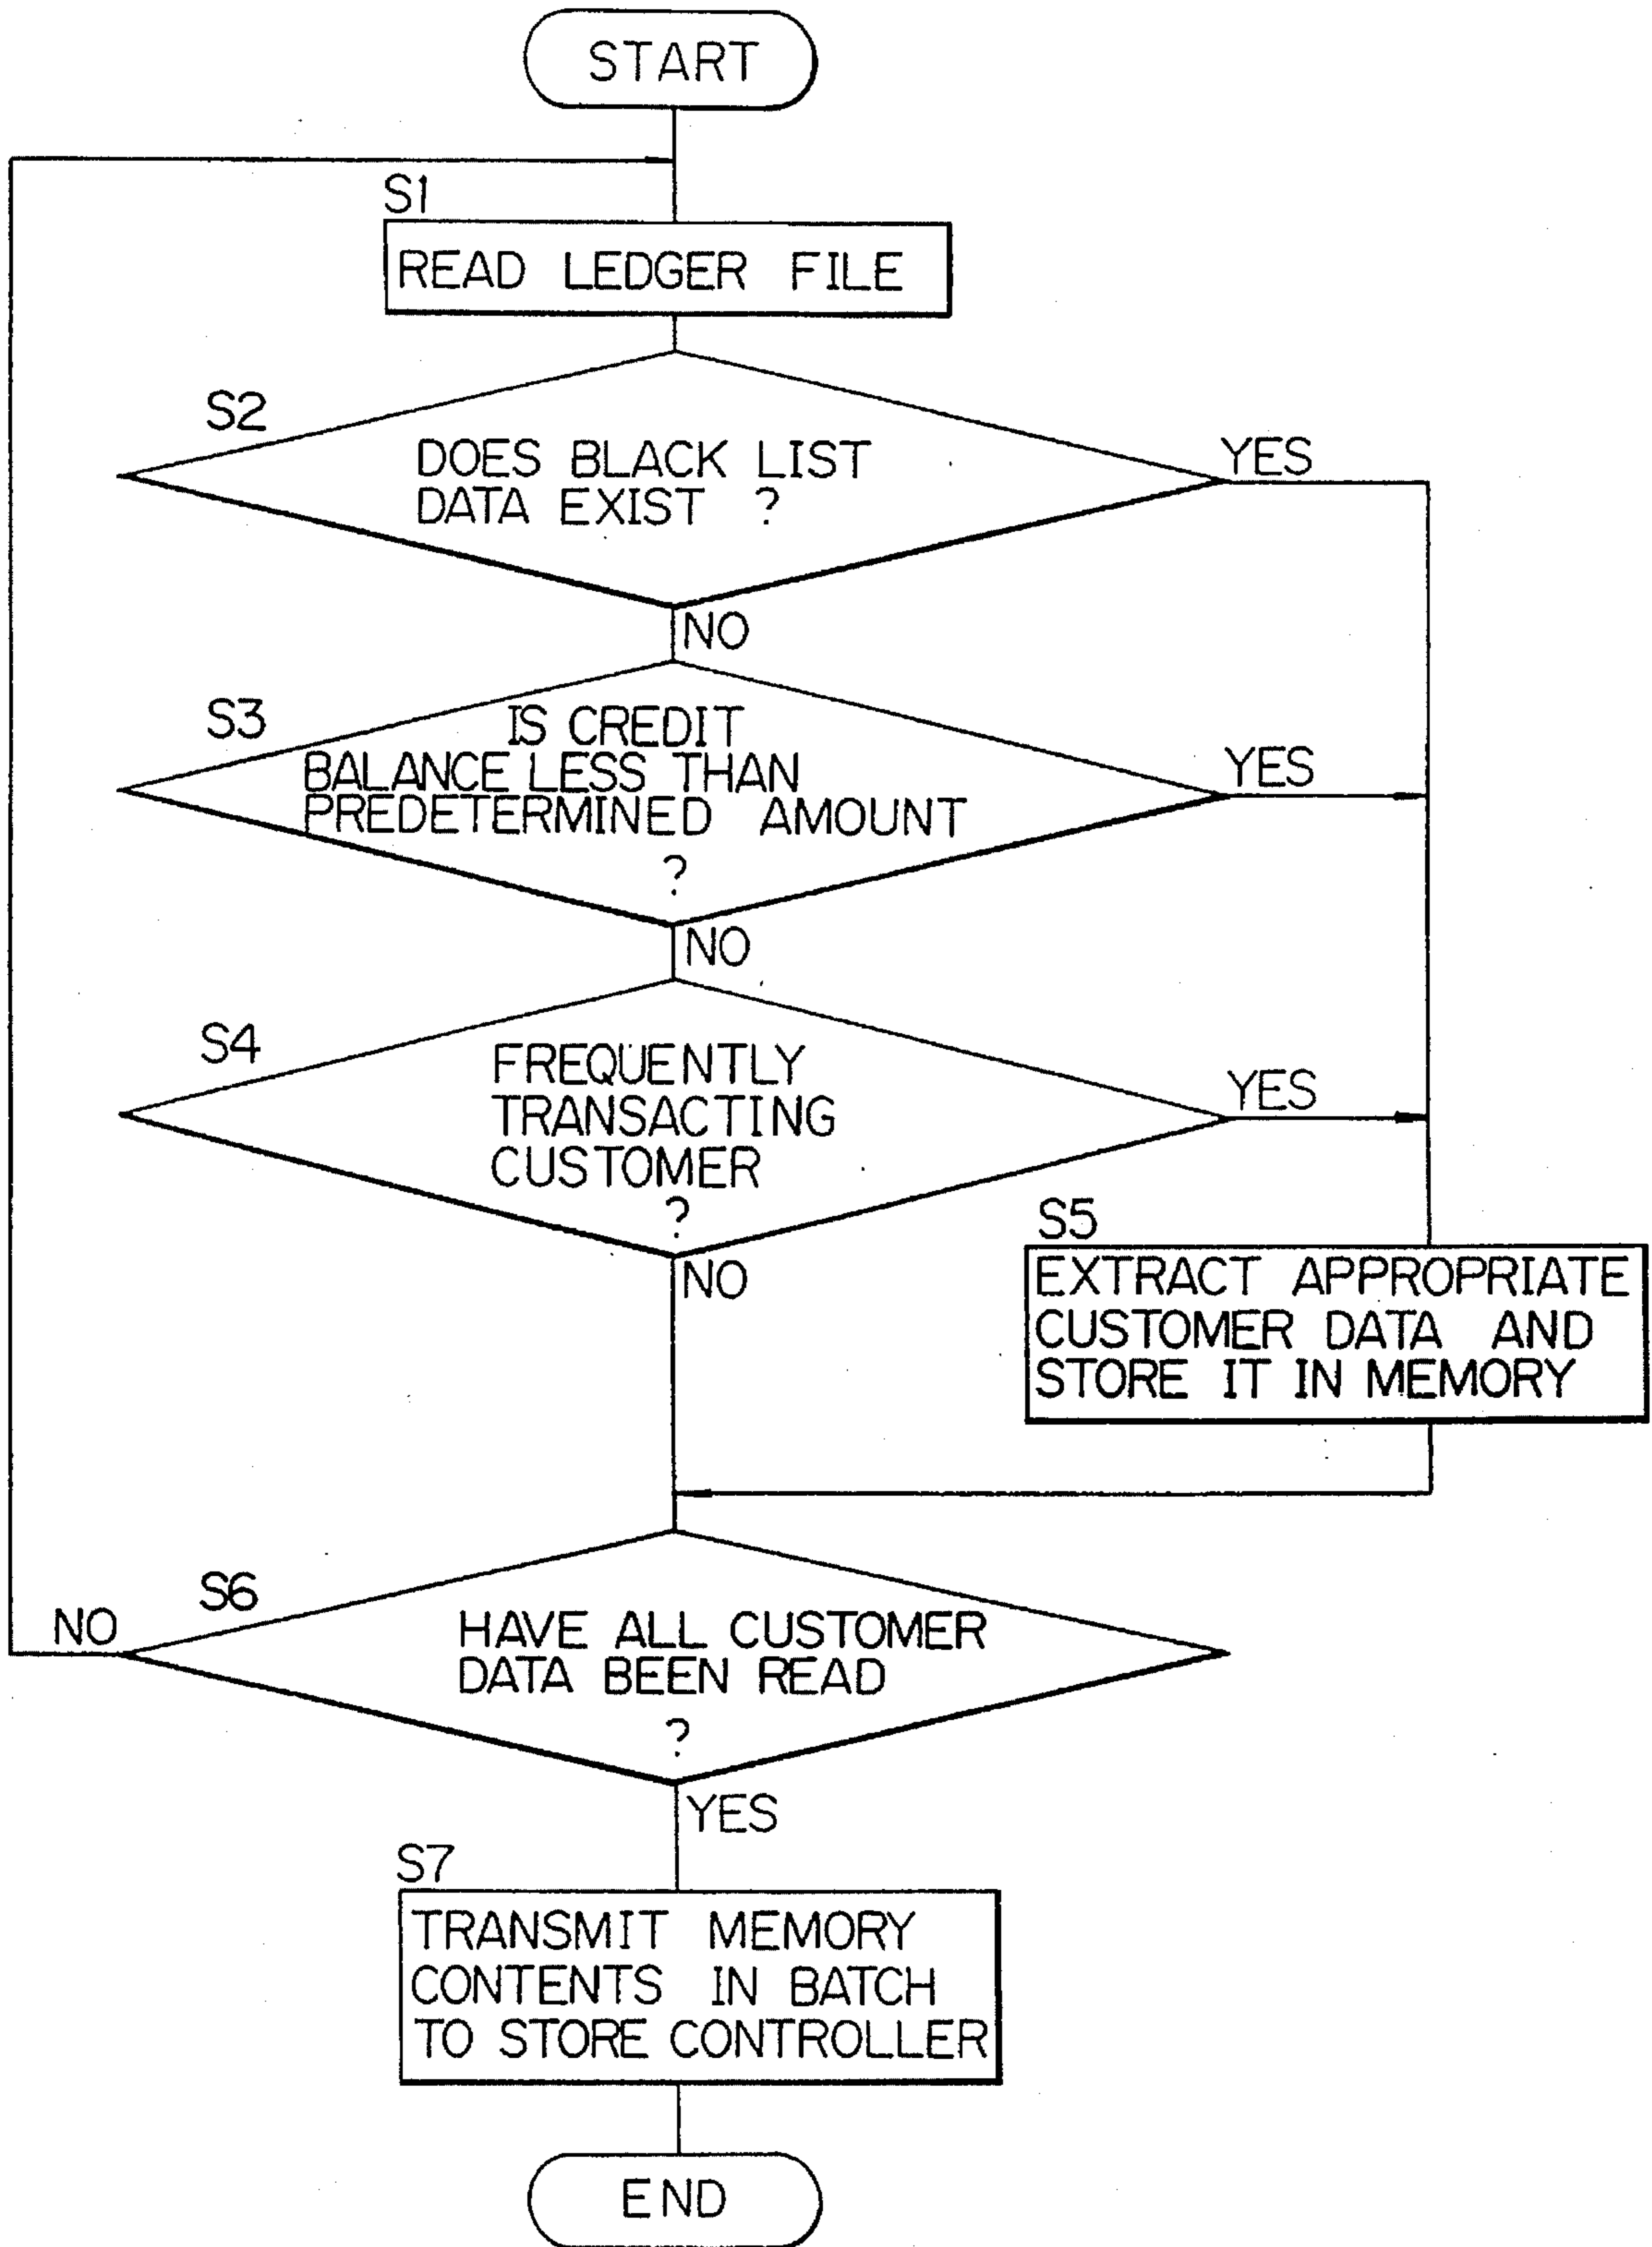 START
S1
READ LEDGER FILE
S2
DOES BLACK LIST
DATA EXIST ?
YES
NO
S3
IS CREDIT
BALANCE LESS THAN
PREDETERMINED AMOUNT
?
YES
NO
S4
FREQUENTLY
TRANSACTING
CUSTOMER
?
YES
NO
S5
EXTRACT APPROPRIATE
CUSTOMER DATA AND
STORE IT IN MEMORY
S6
NO
HAVE ALL CUSTOMER
DATA BEEN READ
?
YES
S7
TRANSMIT MEMORY
CONTENTS IN BATCH
TO STORE CONTROLLER
END